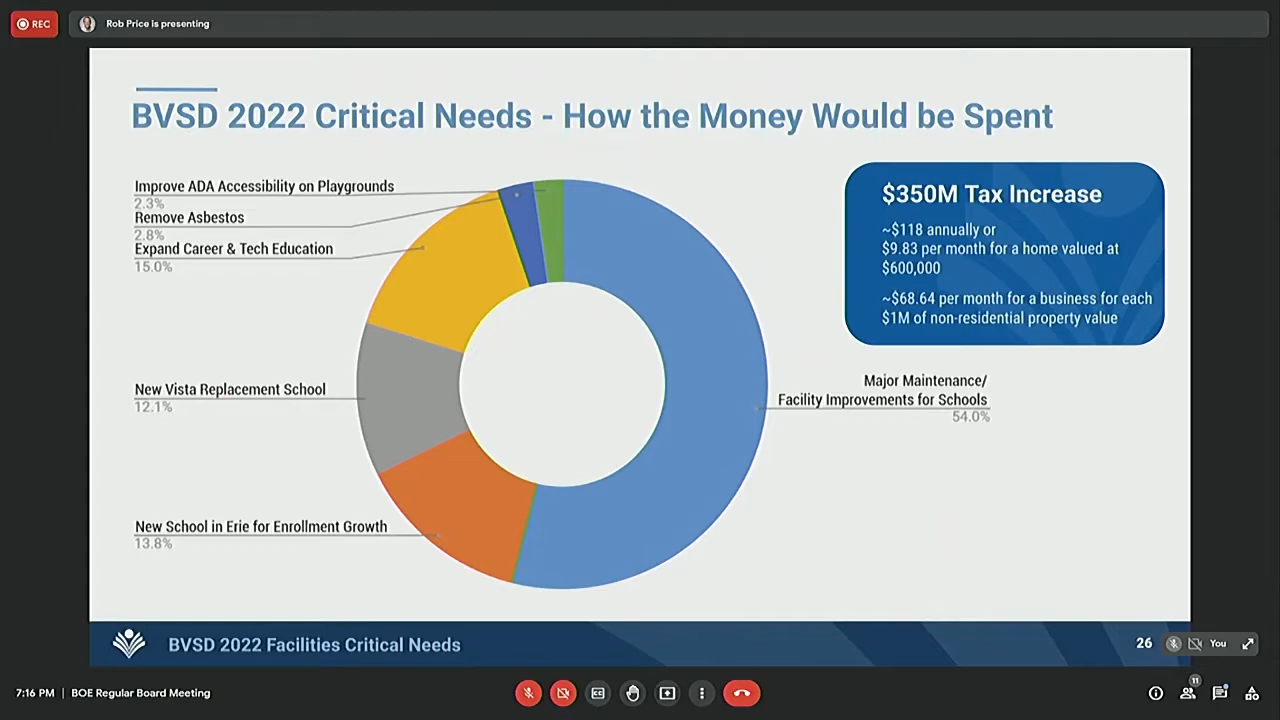 REC
Rob Price is presenting
BVSD 2022 Critical Needs - How the Money Would be Spent
Improve ADA Accessibility on Playgrounds
2.3%
Remove Asbestos
2.8%
Expand Career & Tech Education
15.0%
New Vista Replacement School
12.1%
New School in Erie for Enrollment Growth
13.8%
$350M Tax Increase
~$118 annually or
$9.83 per month for a home valued at
$600,000
~$68.64 per month for a business for each
$1M of non-residential property value
Major Maintenance/
Facility Improvements for Schools
54.0%
BVSD 2022 Facilities Critical Needs
26
You
7:16 PM | BOE Regular Board Meeting
11